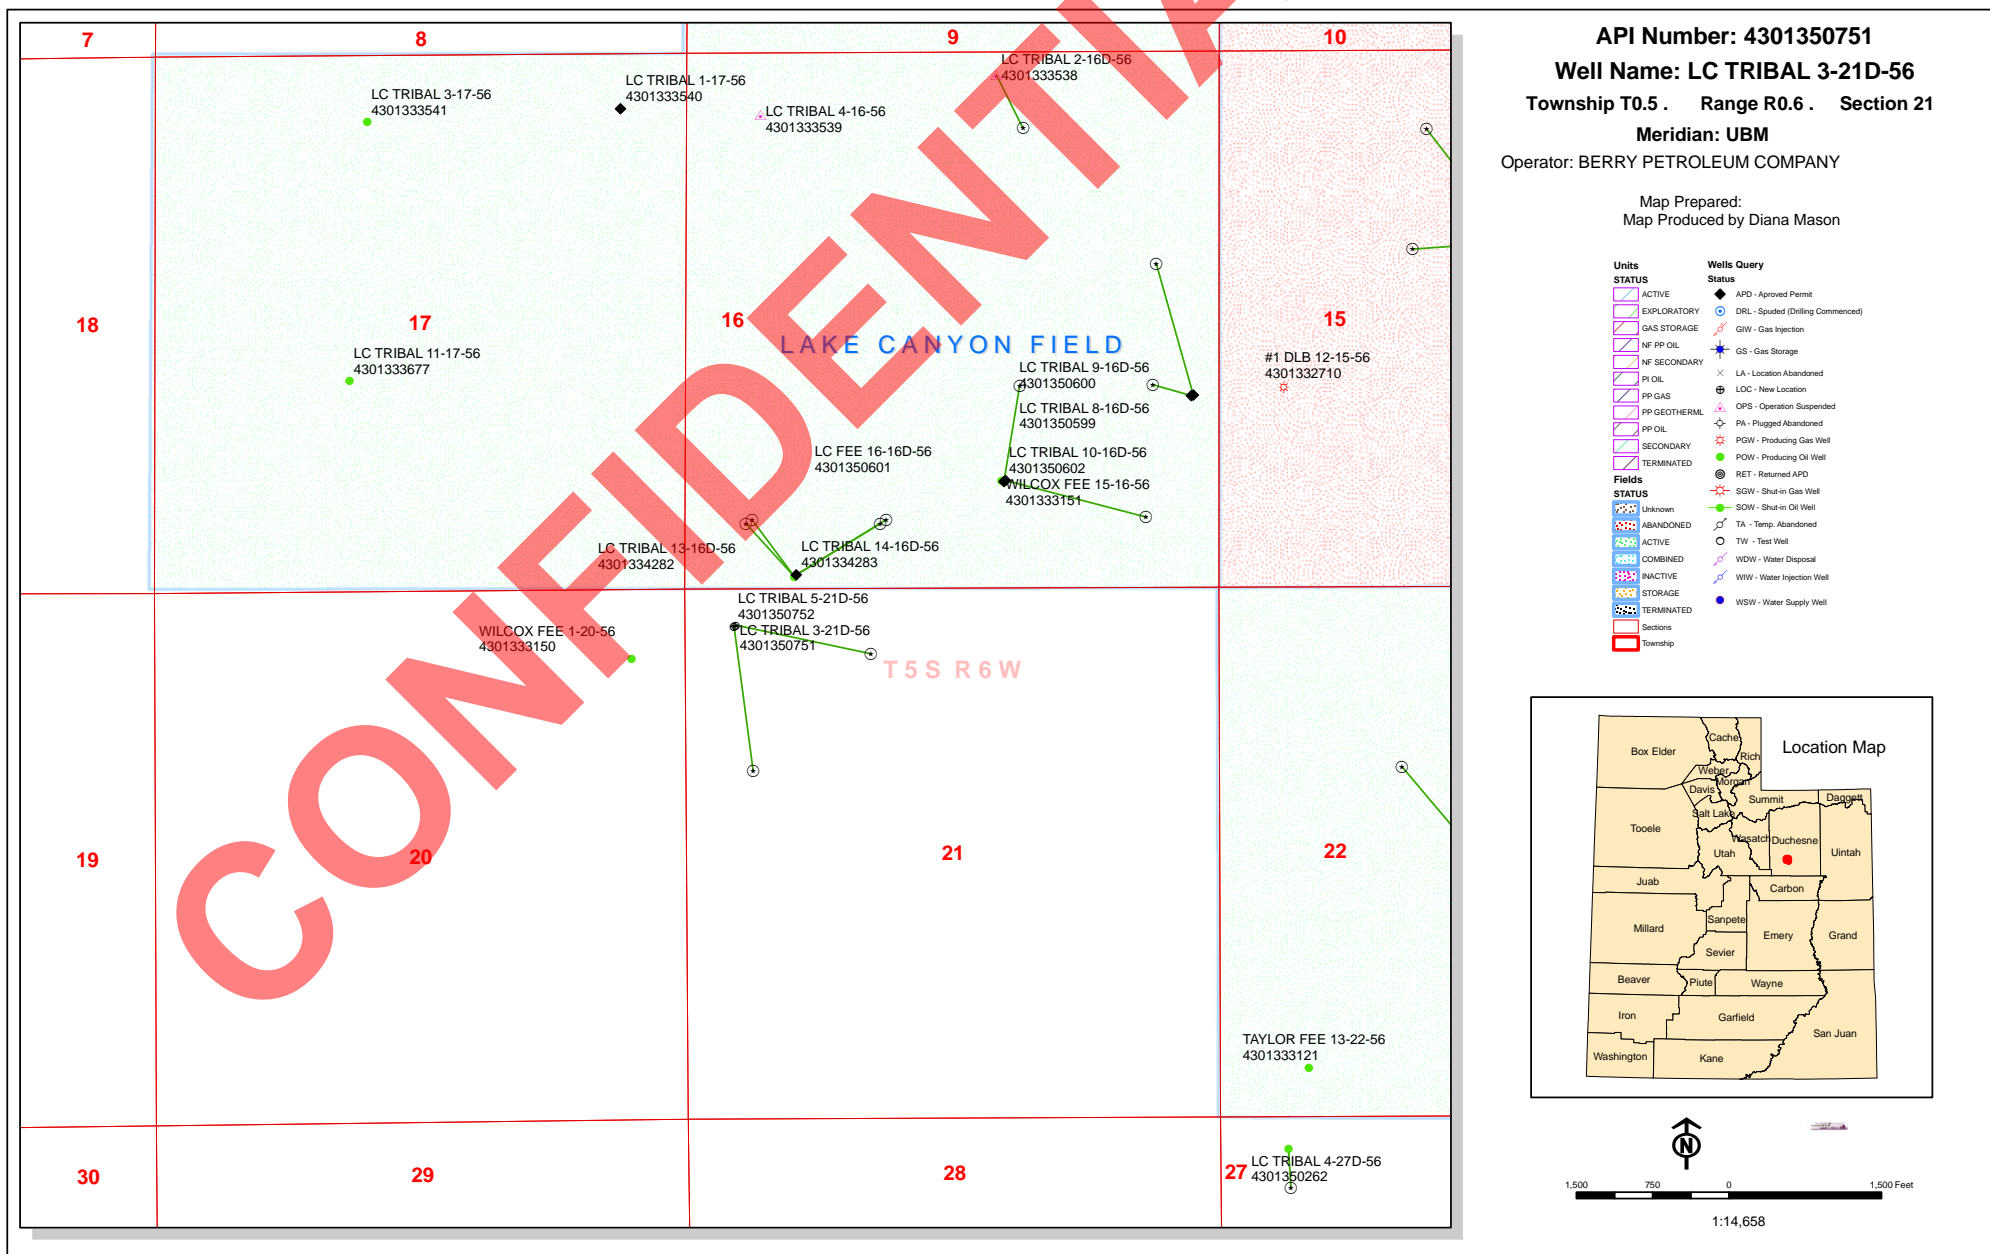 API Number: 4301350751
Well Name: LC TRIBAL 3-21D-56
Township T0.5 . Range R0.6 . Section 21
Meridian: UBM
Operator: BERRY PETROLEUM COMPANY
Map Prepared:
Map Produced by Diana Mason
7
8
9
10
LC TRIBAL 2-16D-56
4301333538
LC TRIBAL 1-17-56
4301333540
LC TRIBAL 3-17-56
4301333541
LC TRIBAL 4-16-56
4301333539
18
17
16
15
LAKE CANYON FIELD
LC TRIBAL 11-17-56
4301333677
#1 DLB 12-15-56
4301332710
LC TRIBAL 9-16D-56
4301350600
LC TRIBAL 8-16D-56
4301350599
LC FEE 16-16D-56
4301350601
LC TRIBAL 10-16D-56
4301350602
WILCOX FEE 15-16-56
4301333151
LC TRIBAL 13-16D-56
4301334282
LC TRIBAL 14-16D-56
4301334283
LC TRIBAL 5-21D-56
4301350752
LC TRIBAL 3-21D-56
4301350751
WILCOX FEE 1-20-56
4301333150
T5S R6W
19
20
21
22
TAYLOR FEE 13-22-56
4301333121
30
29
28
27
LC TRIBAL 4-27D-56
4301350262
CONFIDENTIA
Units
STATUS
ACTIVE
EXPLORATORY
GAS STORAGE
NF PP OIL
NF SECONDARY
PI OIL
PP GAS
PP GEOTHERML
PP OIL
SECONDARY
TERMINATED
Fields
STATUS
Unknown
ABANDONED
ACTIVE
COMBINED
INACTIVE
STORAGE
TERMINATED
Sections
Township
Wells Query
Status
APD - Aproved Permit
DRL - Spuded (Drilling Commenced)
GIW - Gas Injection
GS - Gas Storage
LA - Location Abandoned
LOC - New Location
OPS - Operation Suspended
PA - Plugged Abandoned
PGW - Producing Gas Well
POW - Producing Oil Well
RET - Returned APD
SGW - Shut-in Gas Well
SOW - Shut-in Oil Well
TA - Temp. Abandoned
TW - Test Well
WDW - Water Disposal
WIW - Water Injection Well
WSW - Water Supply Well
Location Map
Box Elder
Cache
Rich
Weber
Morgan
Davis
Summit
Daggett
Salt Lake
Tooele
Wasatch
Duchesne
Utah
Uintah
Juab
Carbon
Sanpete
Millard
Emery
Grand
Sevier
Beaver
Piute
Wayne
Iron
Garfield
San Juan
Washington
Kane
N
1,500 750 0 1,500 Feet
1:14,658